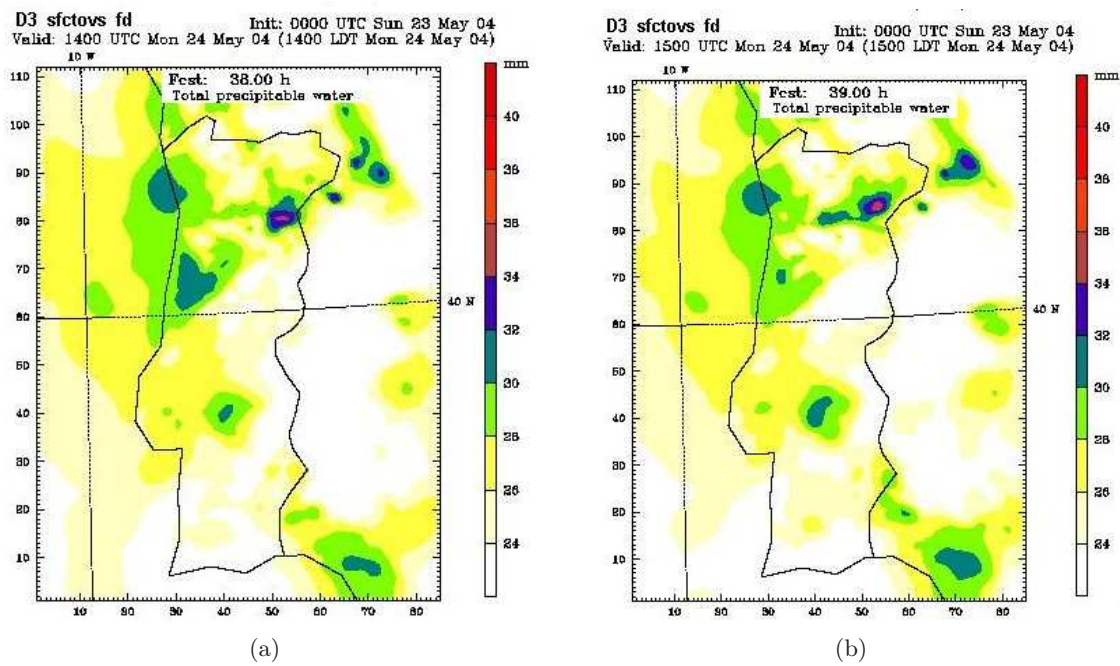 D3 sfctovs fd
Init: 0000 UTC Sun 23 May 04
Valid: 1400 UTC Mon 24 May 04 (1400 LDT Mon 24 May 04)
10 W
Fcst: 38.00 h
Total precipitable water
mm
110
100
90
80
70
60
50
40
30
20
10
40
38
36
34
32
30
28
26
24
40 N
10 20 30 40 50 60 70 80
(a)
D3 sfctovs fd
Init: 0000 UTC Sun 23 May 04
Valid: 1500 UTC Mon 24 May 04 (1500 LDT Mon 24 May 04)
10 W
Fcst: 39.00 h
Total precipitable water
mm
110
100
90
80
70
60
50
40
30
20
10
40
38
36
34
32
30
28
26
24
40 N
10 20 30 40 50 60 70 80
(b)